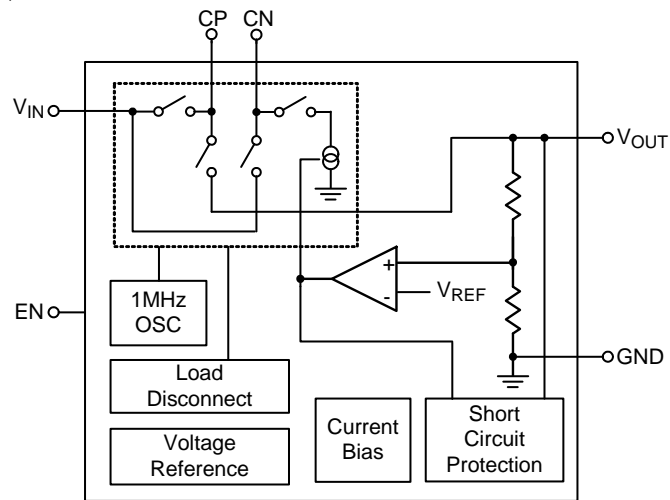 CP CN
VIN
VOUT
+
-
VREF
1MHz
OSC
EN
GND
Load
Disconnect
Voltage
Reference
Current
Bias
Short
Circuit
Protection